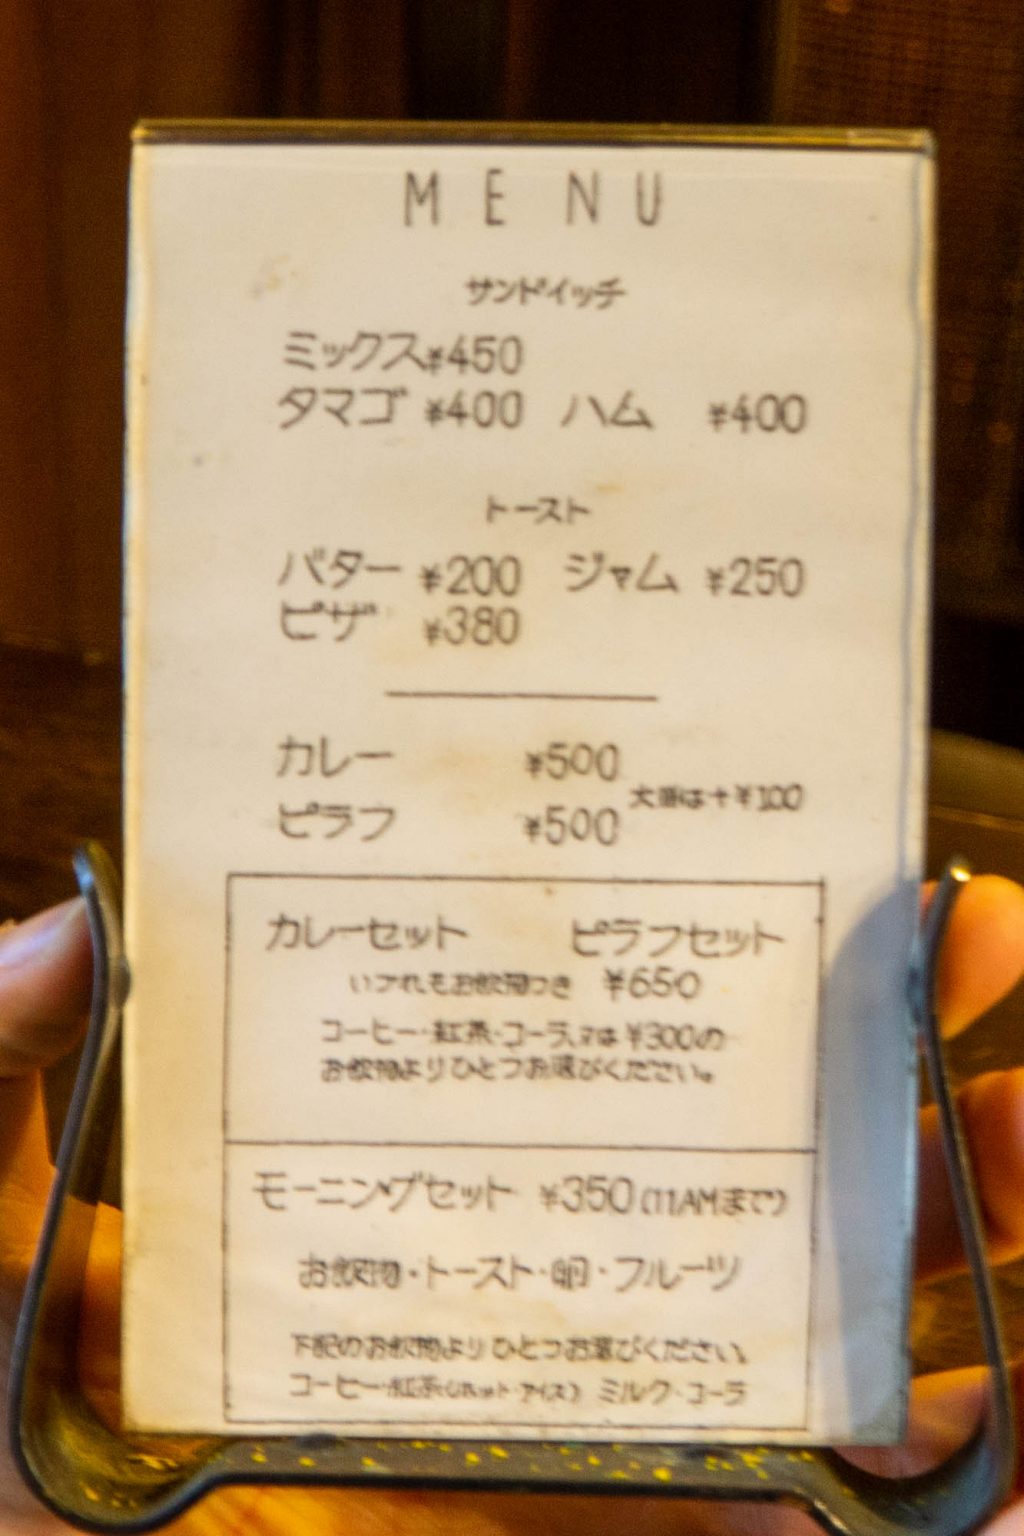 MENU
サンドイッチ
ミックス¥450
タマゴ ¥400 ハム ¥400
トースト
バター ¥200 ジャム ¥250
ピザ ¥380
カレー ¥500
大盛は+¥100
ピラフ ¥500
カレーセット ピラフセット
いづれもお飲物つき ¥650
コーヒー・紅茶・コーラ、又は¥300の
お飲物よりひとつお選びください。
モーニングセット ¥350(11AMまで)
お飲物・トースト・卵・フルーツ
下記のお飲物よりひとつお選びください。
コーヒー・紅茶(ホット・アイス) ミルク・コーラ